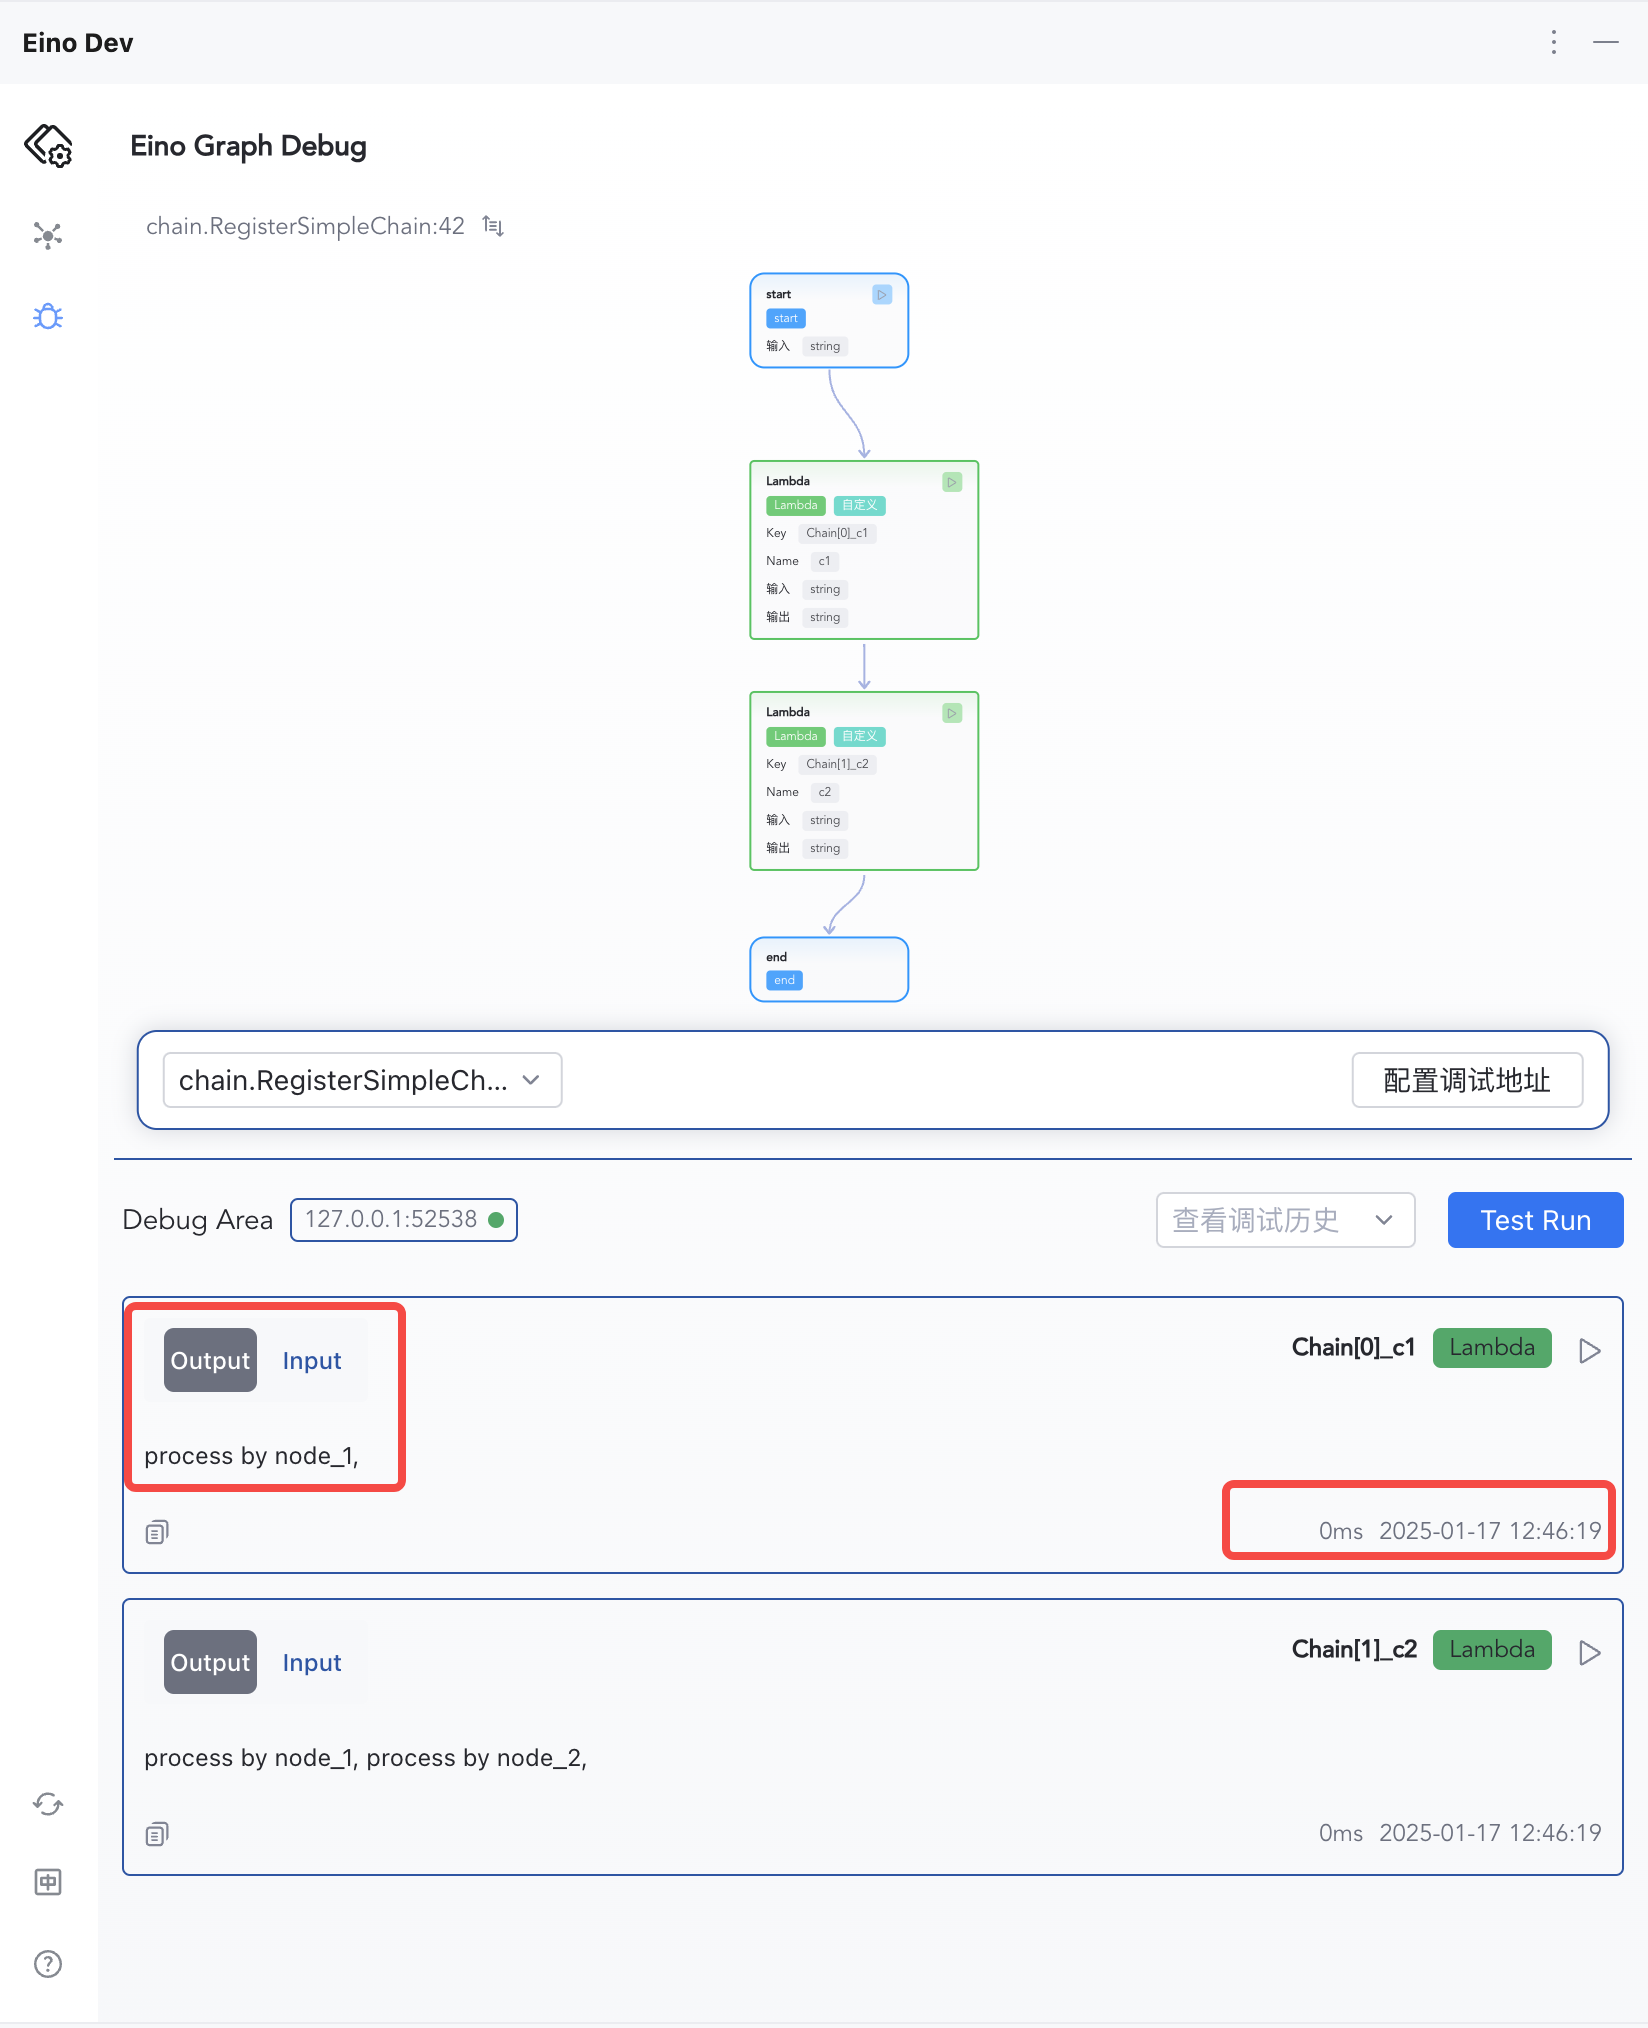 Eino Dev
Eino Graph Debug
chain.RegisterSimpleChain:42
start
start
输入 string
Lambda
Lambda 自定义
Key Chain[0]_c1
Name c1
输入 string
输出 string
Lambda
Lambda 自定义
Key Chain[1]_c2
Name c2
输入 string
输出 string
end
end
chain.RegisterSimpleCh... 配置调试地址
Debug Area 127.0.0.1:52538 查看调试历史 Test Run
Output Input Chain[0]_c1 Lambda
process by node_1,
0ms 2025-01-17 12:46:19
Output Input Chain[1]_c2 Lambda
process by node_1, process by node_2,
0ms 2025-01-17 12:46:19
中
?